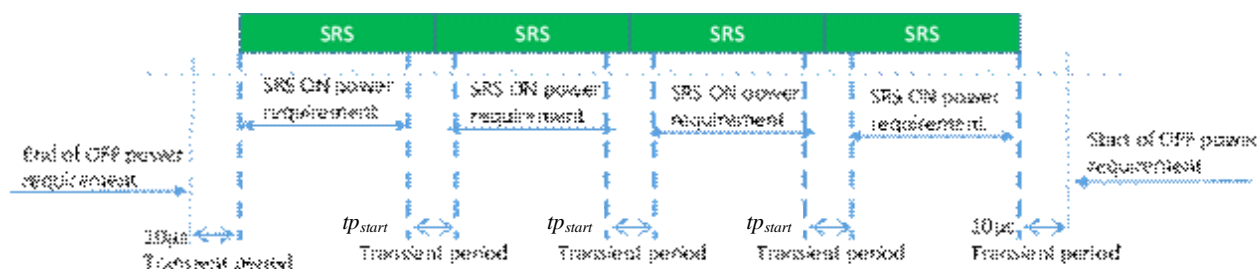 SRS SRS SRS SRS
SRS ON power
requirement
SRS ON power
requirement
SRS ON power
requirement
SRS ON power
requirement
End of OFF power
requirement
Start of OFF power
requirement
10µs
Transient period
tpstart
Transient period
tpstart
Transient period
tpstart
Transient period
10µs
Transient period